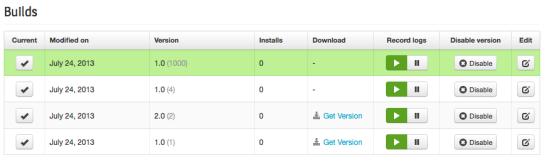 Builds
Current Modified on Version Installs Download Record logs Disable version Edit
July 24, 2013 1.0 (1000) 0 - Disable
July 24, 2013 1.0 (4) 0 - Disable
July 24, 2013 2.0 (2) 0 Get Version Disable
July 24, 2013 1.0 (1) 0 Get Version Disable